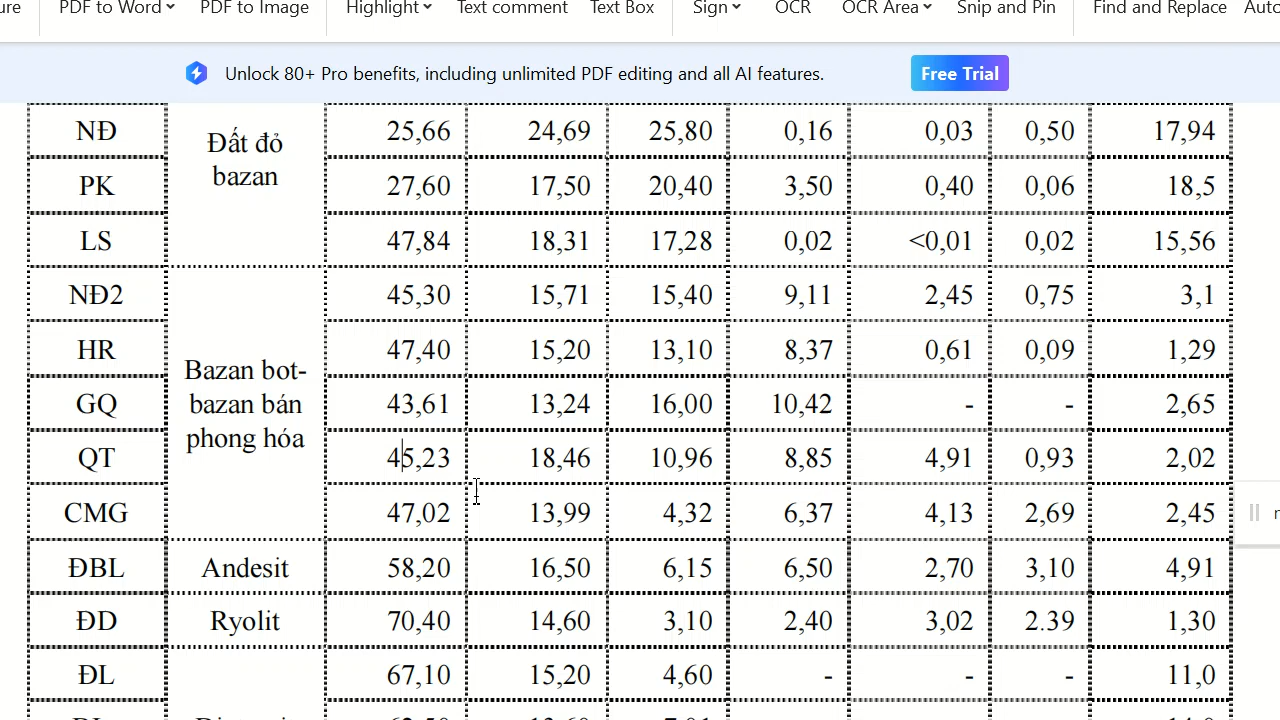 PDF to Word PDF to Image Highlight Text comment Text Box Sign OCR OCR Area Snip and Pin Find and Replace
Unlock 80+ Pro benefits, including unlimited PDF editing and all AI features. Free Trial
NĐ 25,66 24,69 25,80 0,16 0,03 0,50 17,94
Đất đỏ
bazan
PK 27,60 17,50 20,40 3,50 0,40 0,06 18,5
LS 47,84 18,31 17,28 0,02 <0,01 0,02 15,56
NĐ2 45,30 15,71 15,40 9,11 2,45 0,75 3,1
HR 47,40 15,20 13,10 8,37 0,61 0,09 1,29
Bazan bot-
bazan bán
phong hóa
GQ 43,61 13,24 16,00 10,42 - - 2,65
QT 45,23 18,46 10,96 8,85 4,91 0,93 2,02
CMG 47,02 13,99 4,32 6,37 4,13 2,69 2,45
ĐBL Andesit 58,20 16,50 6,15 6,50 2,70 3,10 4,91
ĐD Ryolit 70,40 14,60 3,10 2,40 3,02 2.39 1,30
ĐL 67,10 15,20 4,60 - - - 11,0